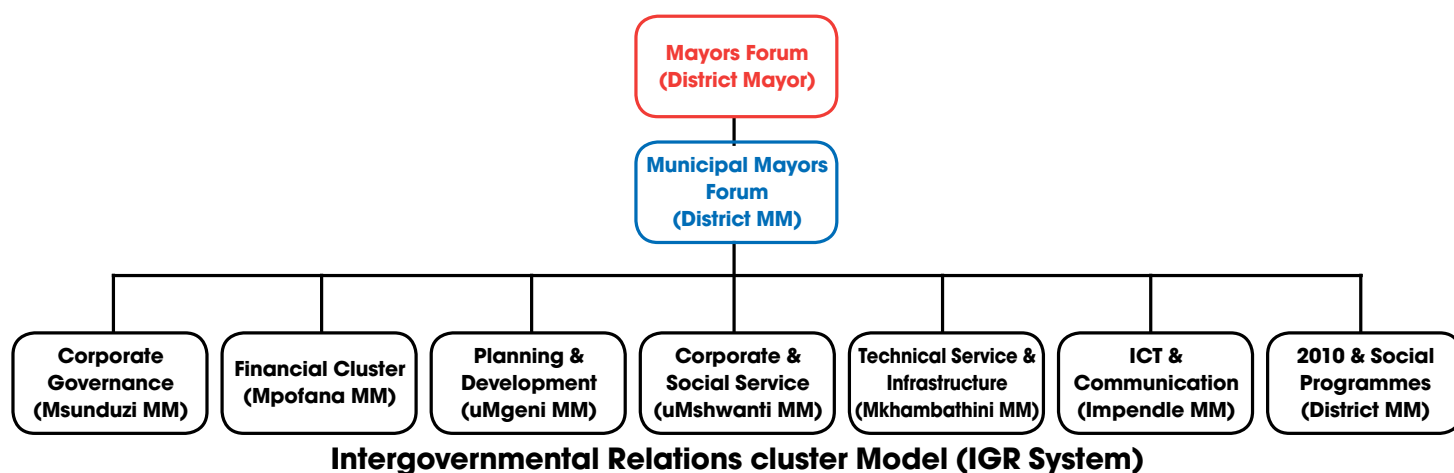 Mayors Forum
(District Mayor)
Municipal Mayors
Forum
(District MM)
Corporate
Governance
(Msunduzi MM)
Financial Cluster
(Mpofana MM)
Planning &
Development
(uMgeni MM)
Corporate &
Social Service
(uMshwanti MM)
Technical Service &
Infrastructure
(Mkhambathini MM)
ICT &
Communication
(Impendle MM)
2010 & Social
Programmes
(District MM)
Intergovernmental Relations cluster Model (IGR System)